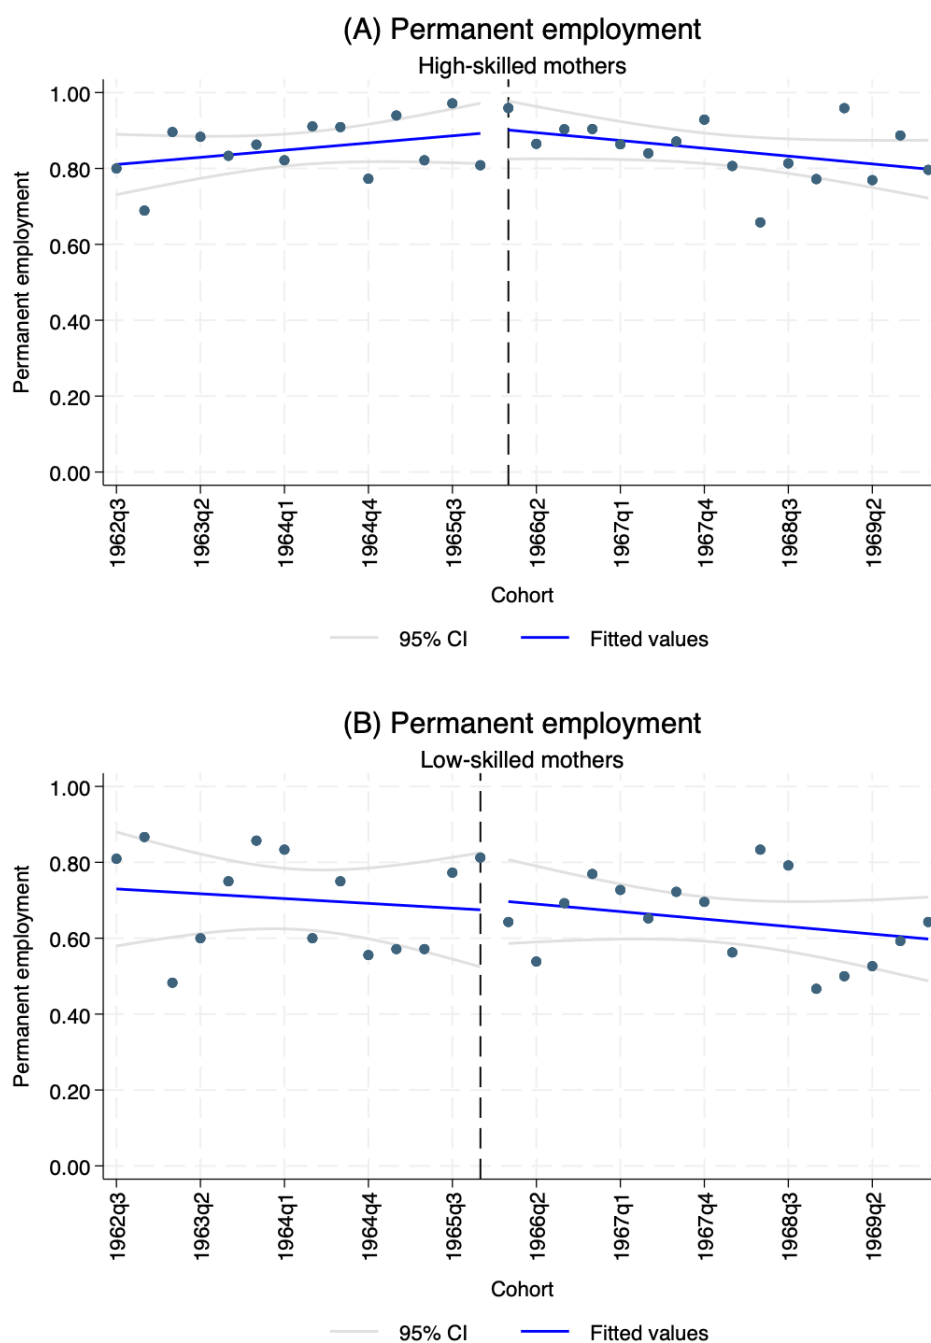 (A) Permanent employment
High-skilled mothers
Permanent employment
1.00
0.80
0.60
0.40
0.20
0.00
1962q3
1963q2
1964q1
1964q4
1965q3
1966q2
1967q1
1967q4
1968q3
1969q2
Cohort
95% CI
Fitted values
(B) Permanent employment
Low-skilled mothers
Permanent employment
1.00
0.80
0.60
0.40
0.20
0.00
1962q3
1963q2
1964q1
1964q4
1965q3
1966q2
1967q1
1967q4
1968q3
1969q2
Cohort
95% CI
Fitted values